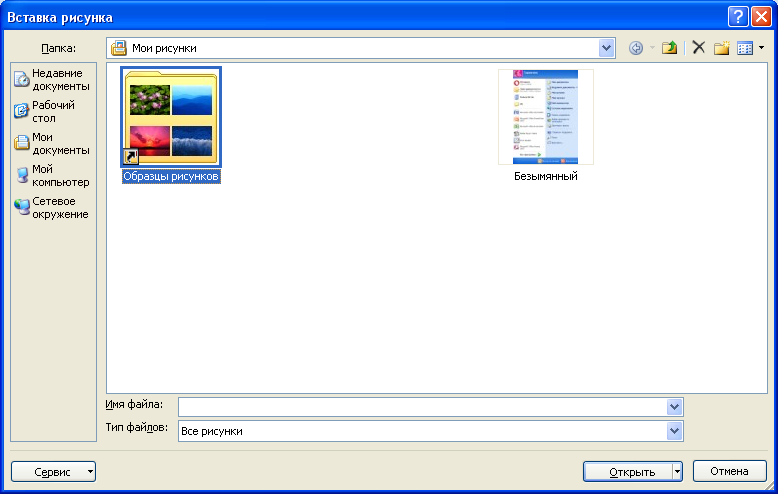 Вставка рисунка
Папка:
Мои рисунки
Недавние
документы
Рабочий
стол
Мои
документы
Мой
компьютер
Сетевое
окружение
Образцы рисунков
Безымянный
Имя файла:
Тип файлов:
Все рисунки
Сервис
Открыть
Отмена